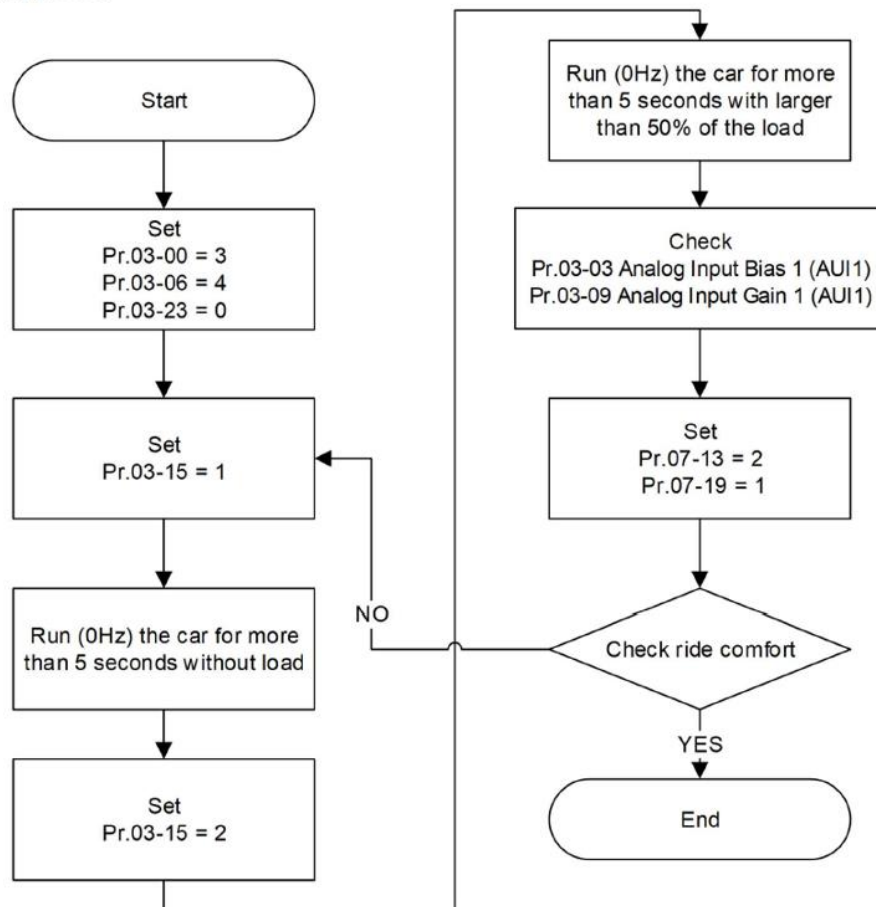 Start
Set
Pr.03-00 = 3
Pr.03-06 = 4
Pr.03-23 = 0
Set
Pr.03-15 = 1
Run (0Hz) the car for more
than 5 seconds without load
Set
Pr.03-15 = 2
Run (0Hz) the car for more
than 5 seconds with larger
than 50% of the load
Check
Pr.03-03 Analog Input Bias 1 (AUI1)
Pr.03-09 Analog Input Gain 1 (AUI1)
Set
Pr.07-13 = 2
Pr.07-19 = 1
Check ride comfort
NO
YES
End